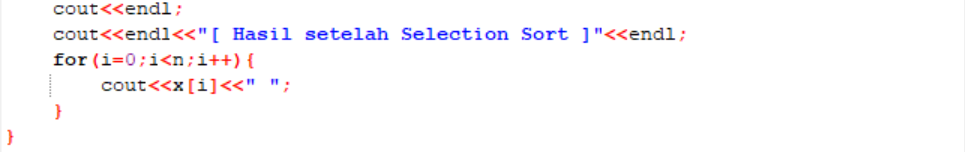 cout<<endl;
cout<<endl<<"[ Hasil setelah Selection Sort ]"<<endl;
for(i=0;i<n;i++){
cout<<x[i]<<" ";
}
}